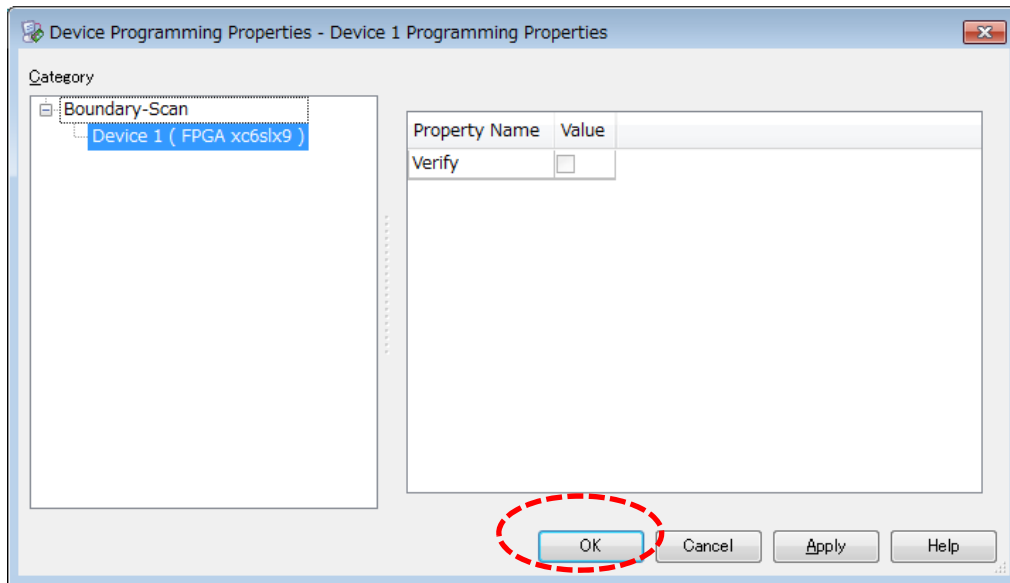 Device Programming Properties - Device 1 Programming Properties
Category
Boundary-Scan
Device 1 ( FPGA xc6slx9 )
Property Name Value
Verify
OK Cancel Apply Help